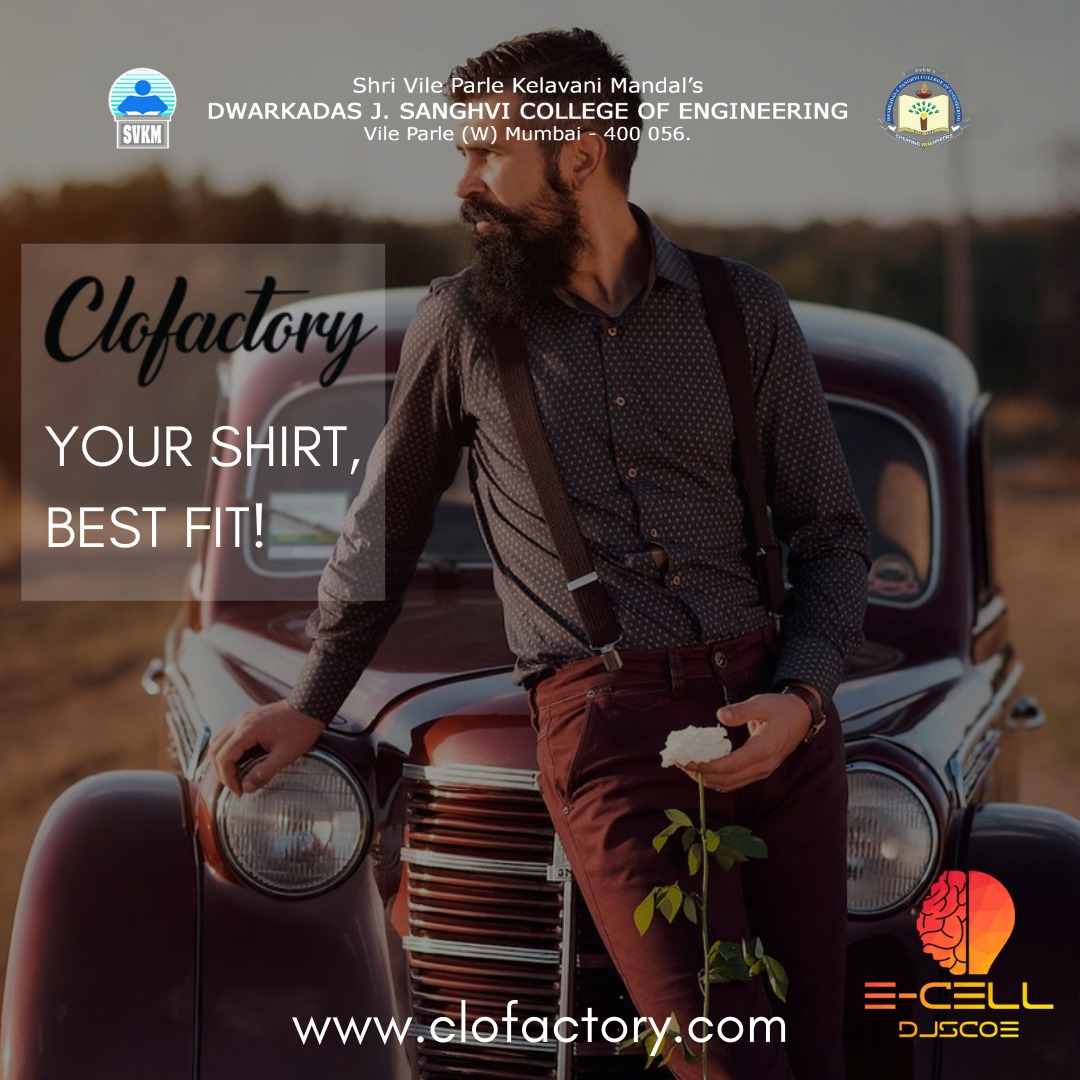 Shri Vile Parle Kelavani Mandal's
DWARKADAS J. SANGHVI COLLEGE OF ENGINEERING
Vile Parle (W) Mumbai - 400 056.
SVKM
Clofactory
YOUR SHIRT,
BEST FIT!
E-CELL
DJSCOE
www.clofactory.com